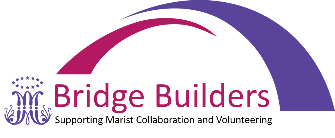 Bridge Builders
Supporting Marist Collaboration and Volunteering